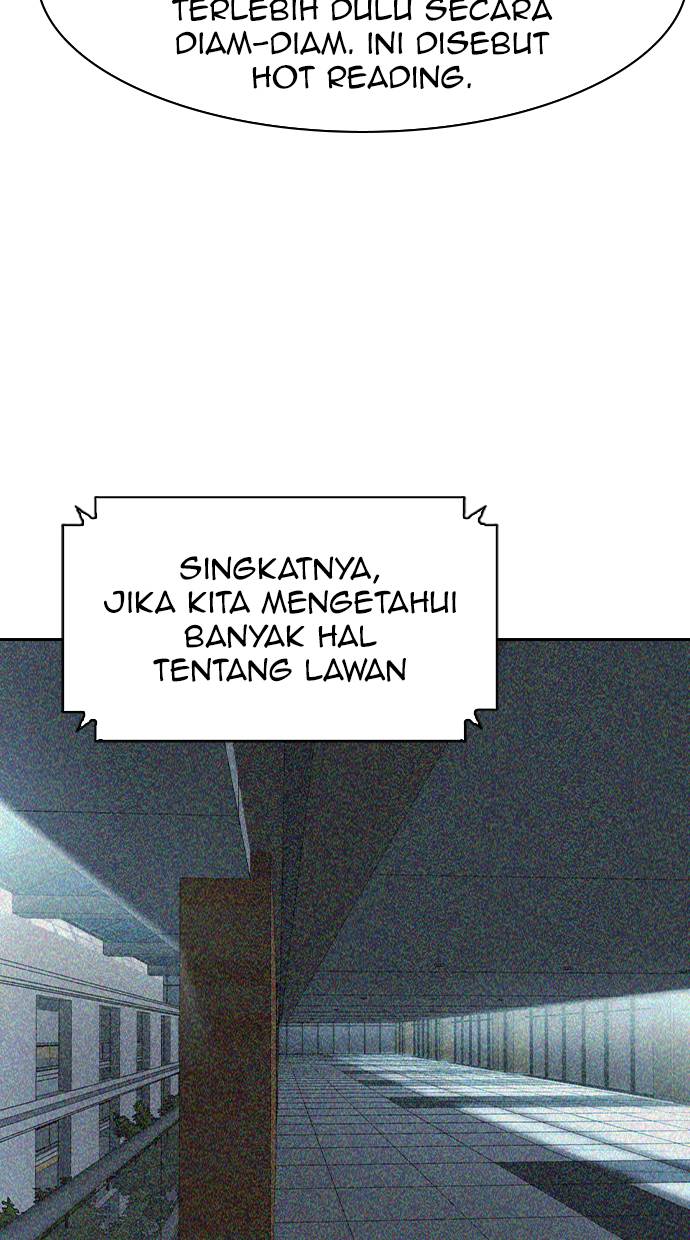 TERLEBIH DULU SECARA
DIAM-DIAM. INI DISEBUT
HOT READING.
SINGKATNYA,
JIKA KITA MENGETAHUI
BANYAK HAL
TENTANG LAWAN